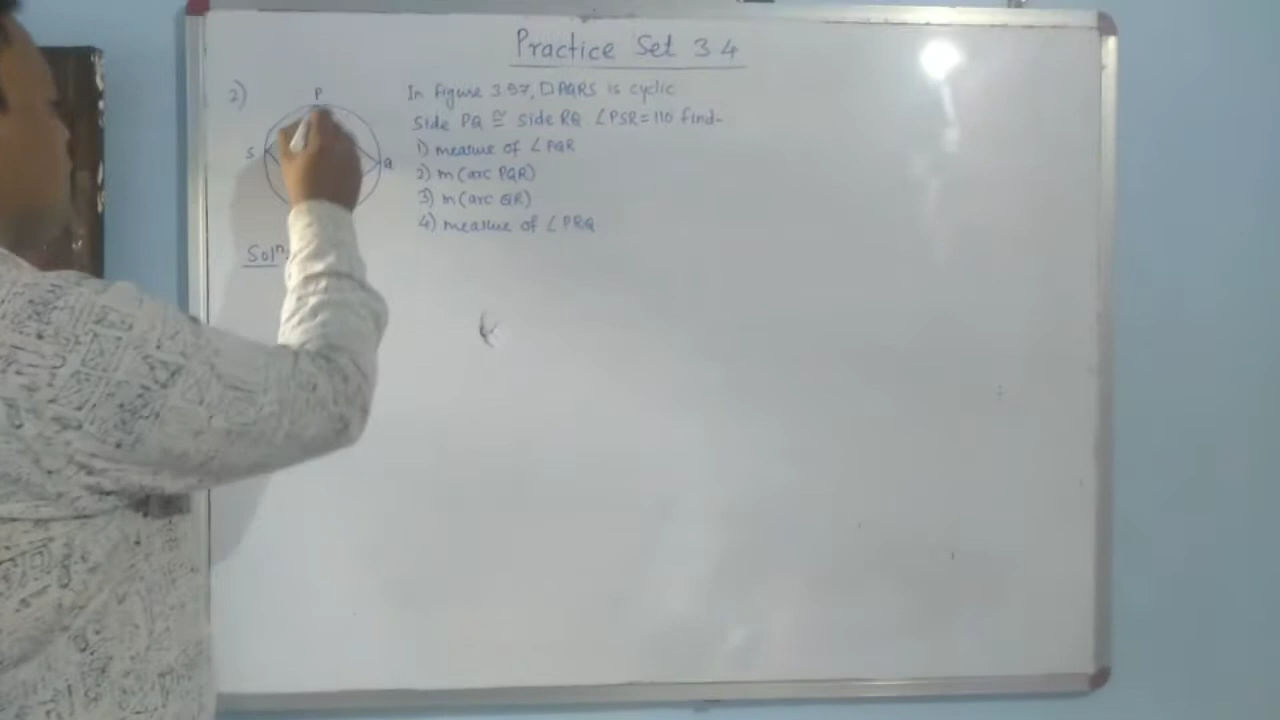 Practice Set 3.4
2)
P
S
Q
In figure 3.57, □PQRS is cyclic
Side PQ ≅ side RQ ∠PSR=110 find-
1) measure of ∠PQR
2) m(arc PQR)
3) m(arc QR)
4) measure of ∠PRQ
Solⁿ